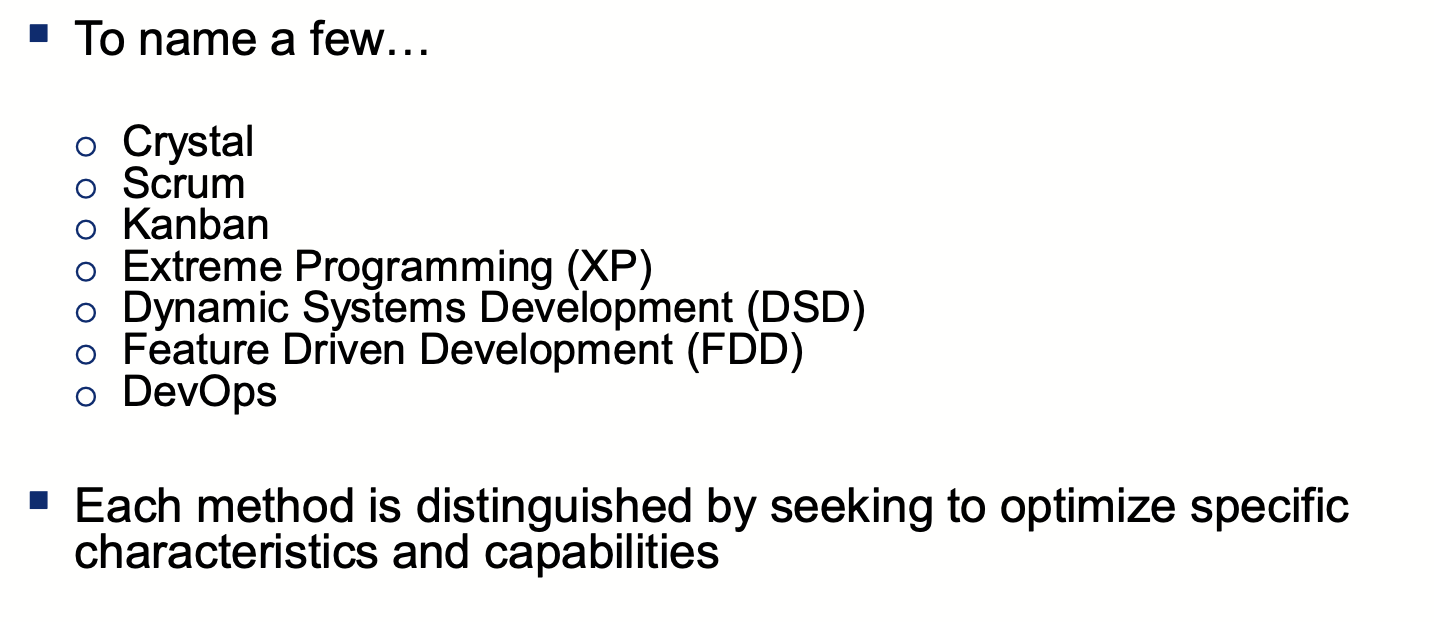 To name a few…
Crystal
Scrum
Kanban
Extreme Programming (XP)
Dynamic Systems Development (DSD)
Feature Driven Development (FDD)
DevOps
Each method is distinguished by seeking to optimize specific
characteristics and capabilities